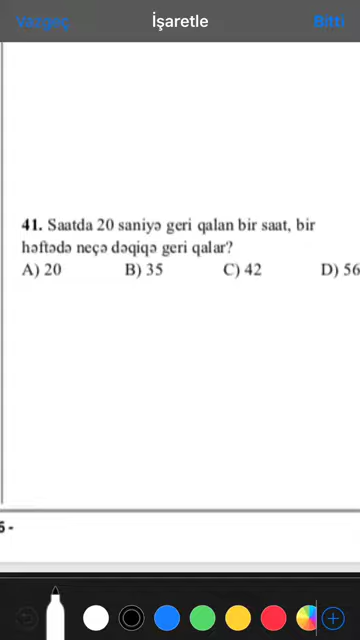 Vazgeç İşaretle Bitti
41. Saatda 20 saniyə geri qalan bir saat, bir
həftədə neçə dəqiqə geri qalar?
A) 20 B) 35 C) 42 D) 56
5 -